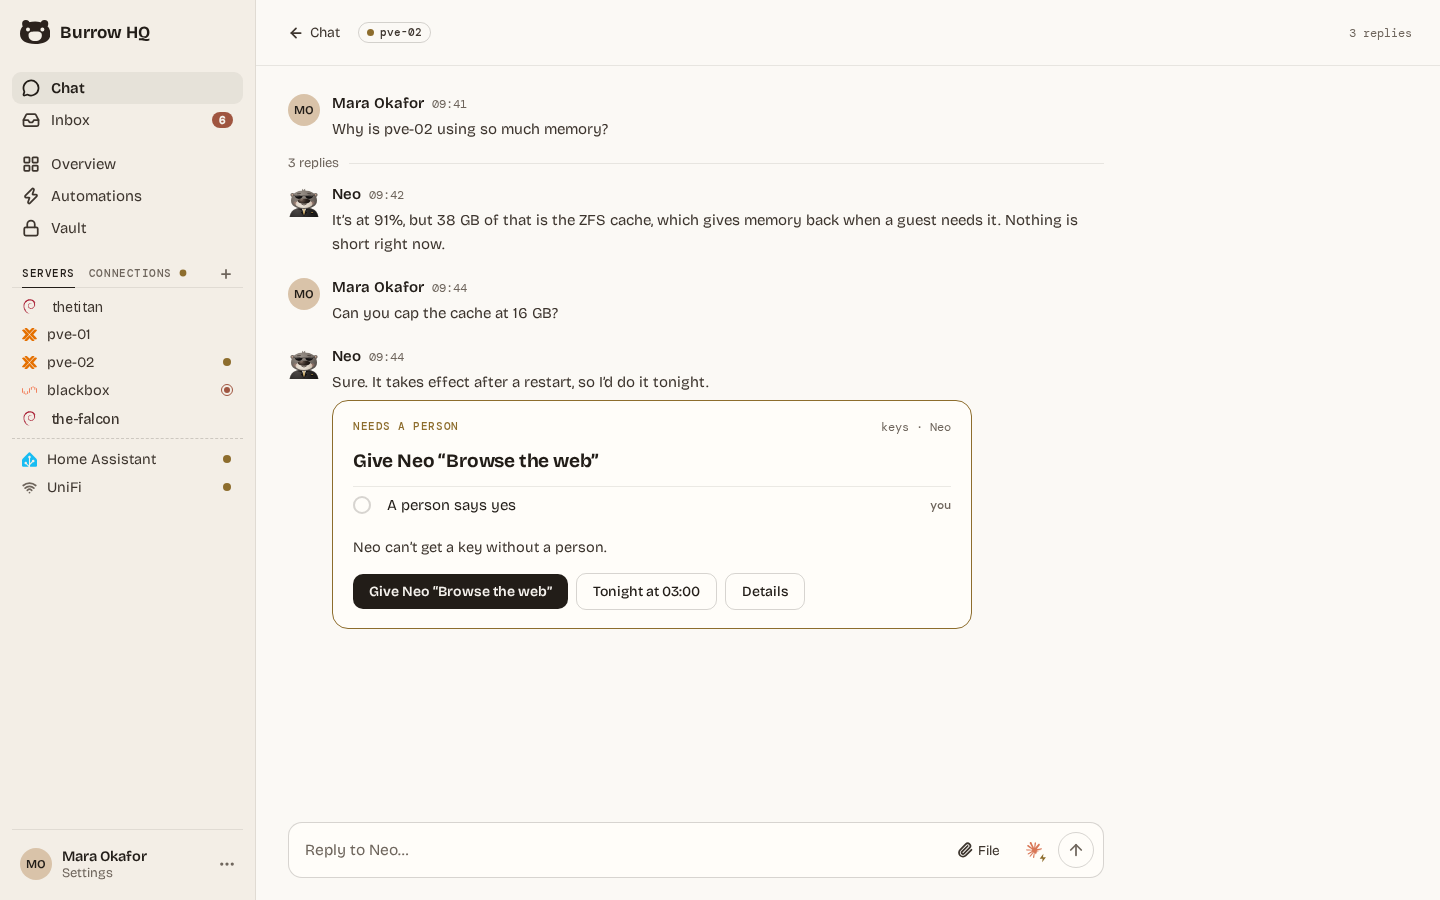 Burrow HQ
Chat
Inbox
6
Overview
Automations
Vault
SERVERS
CONNECTIONS
thetitan
pve-01
pve-02
blackbox
the-falcon
Home Assistant
UniFi
MO
Mara Okafor
Settings
Chat
pve-02
3 replies
MO
Mara Okafor 09:41
Why is pve-02 using so much memory?
3 replies
Neo 09:42
It's at 91%, but 38 GB of that is the ZFS cache, which gives memory back when a guest needs it. Nothing is
short right now.
MO
Mara Okafor 09:44
Can you cap the cache at 16 GB?
Neo 09:44
Sure. It takes effect after a restart, so I'd do it tonight.
NEEDS A PERSON
keys · Neo
Give Neo “Browse the web”
A person says yes
you
Neo can't get a key without a person.
Give Neo “Browse the web”
Tonight at 03:00
Details
Reply to Neo...
File